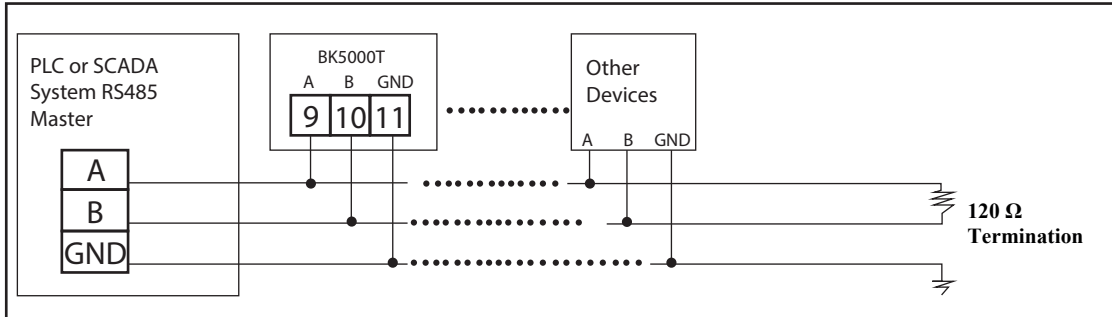 PLC or SCADA
System RS485
Master
A
B
GND
BK5000T
A B GND
9 10 11
Other
Devices
A B GND
120 Ω
Termination